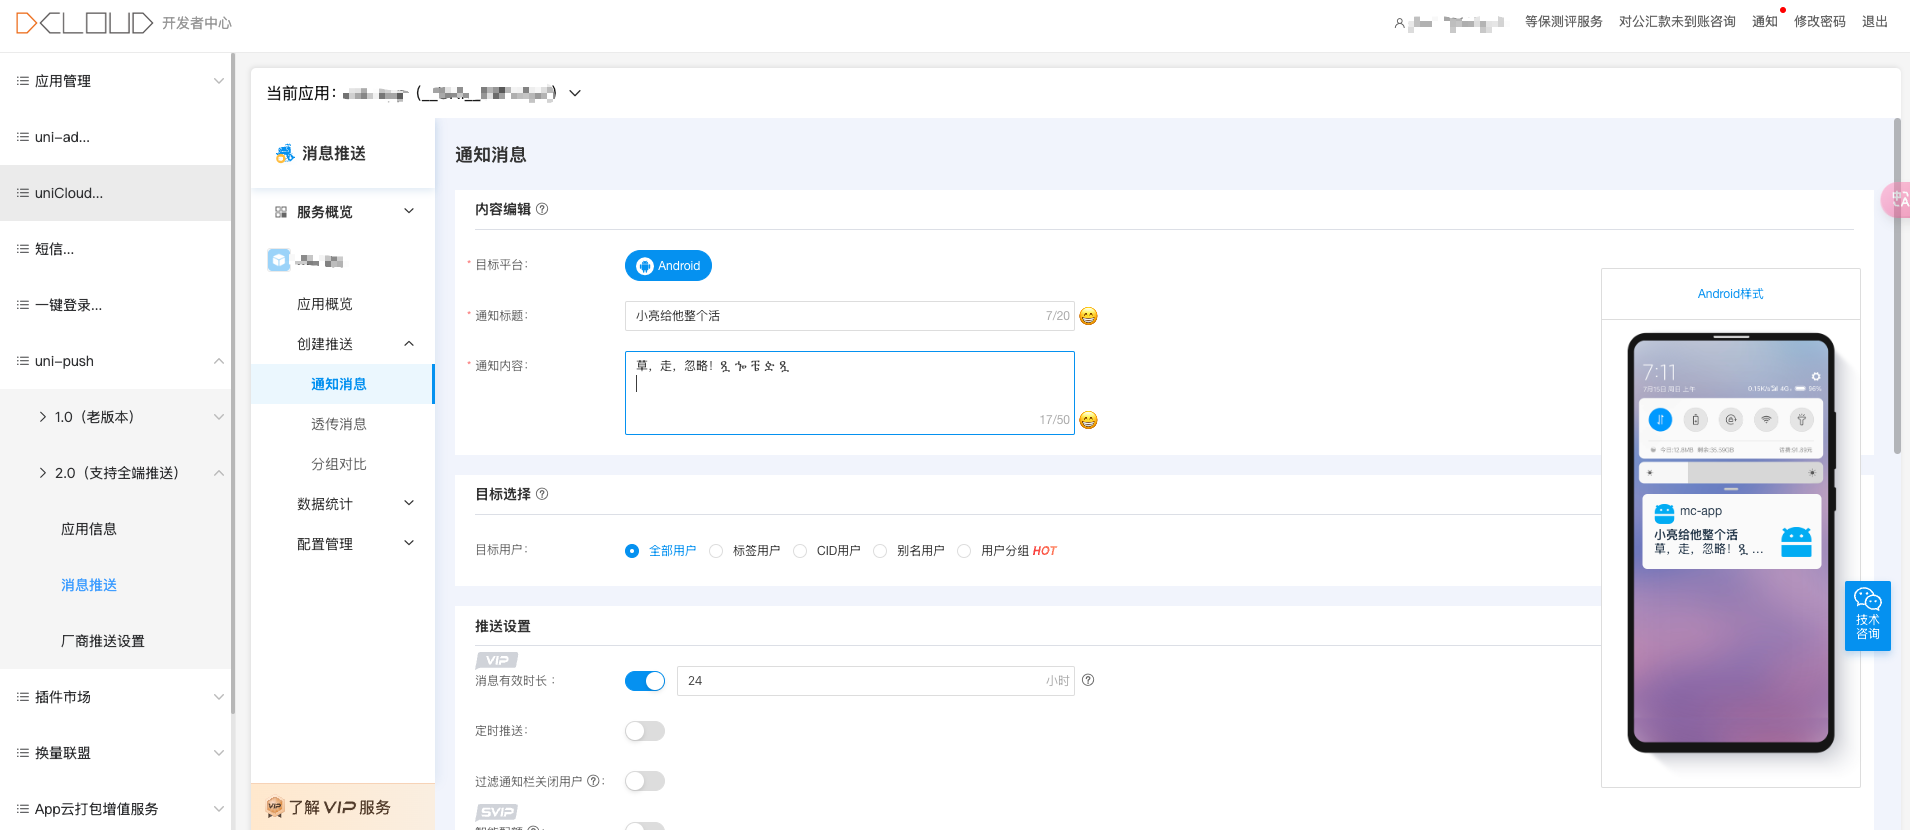 DCLOUD 开发者中心
等保测评服务 对公汇款未到账咨询 通知 修改密码 退出
应用管理
uni-ad...
uniCloud...
短信...
一键登录...
uni-push
1.0（老版本）
2.0（支持全端推送）
应用信息
消息推送
厂商推送设置
插件市场
换量联盟
App云打包增值服务
当前应用：
消息推送
服务概览
应用概览
创建推送
通知消息
透传消息
分组对比
数据统计
配置管理
VIP 了解 VIP 服务
通知消息
内容编辑
* 目标平台： Android
* 通知标题： 小亮给他整个活 7/20
* 通知内容： 草，走，忽略！
17/50
目标选择
目标用户： 全部用户 标签用户 CID用户 别名用户 用户分组 HOT
推送设置
VIP
消息有效时长： 24 小时
定时推送：
过滤通知栏关闭用户 ：
SVIP
Android样式
7:11
mc-app
小亮给他整个活
草，走，忽略！ ...
技术
咨询